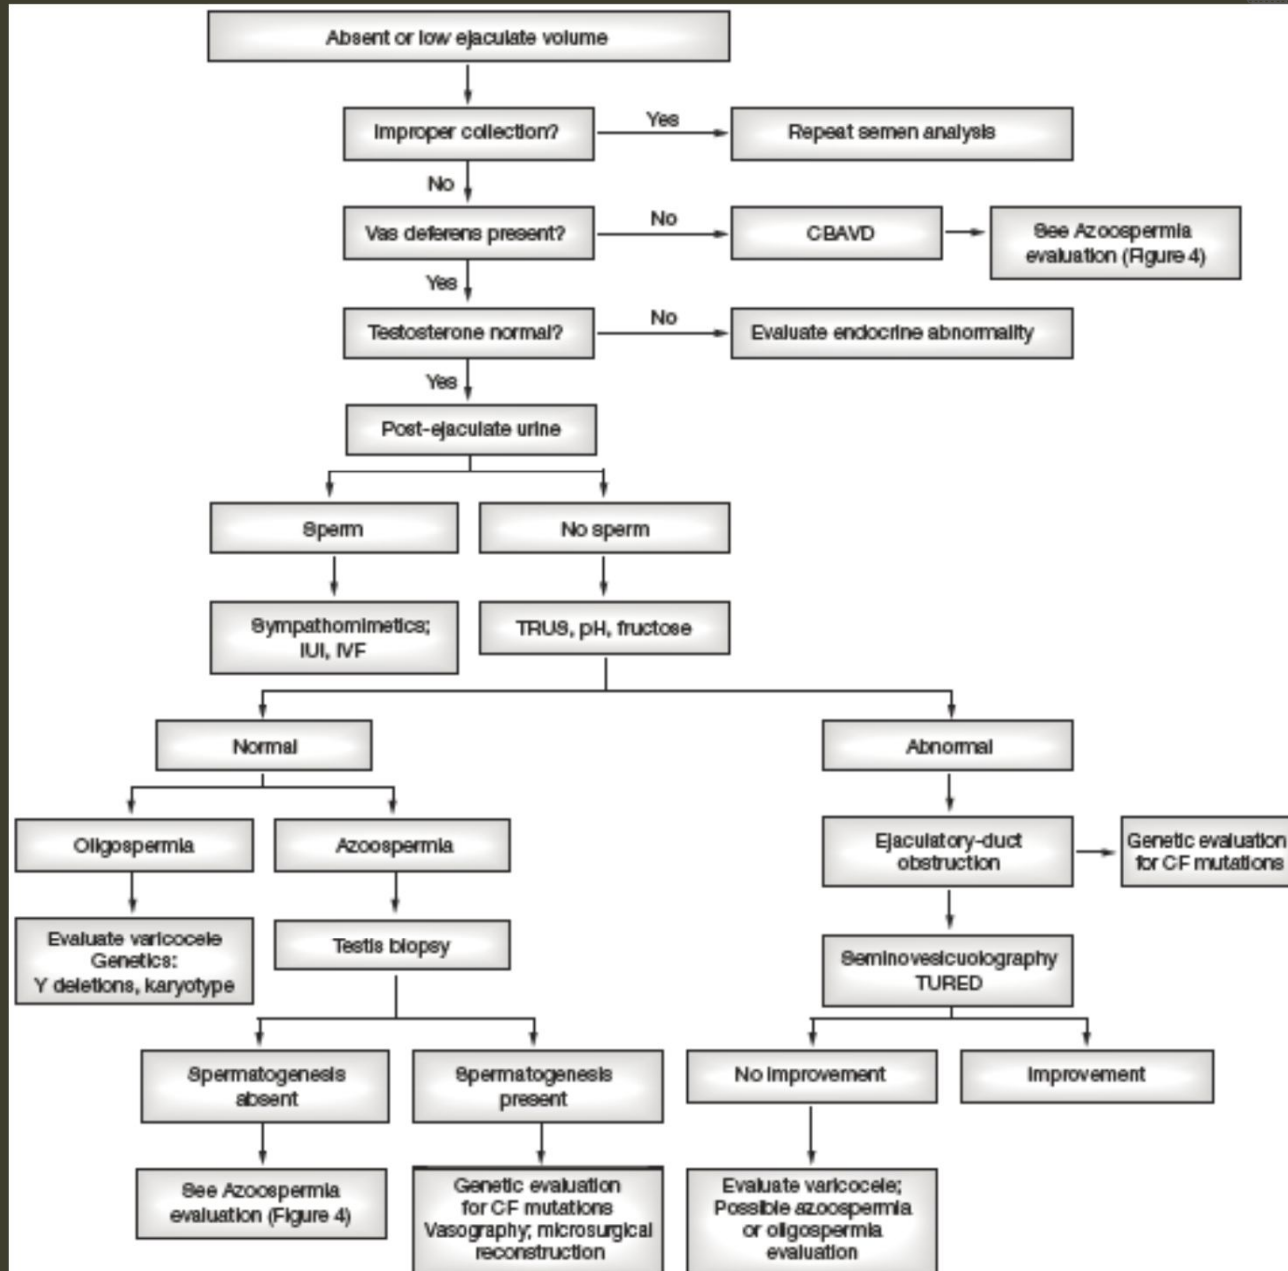 Absent or low ejaculate volume
Improper collection?
Yes
Repeat semen analysis
No
Vas deferens present?
No
CBAVD
See Azoospermia
evaluation (Figure 4)
Yes
Testosterone normal?
No
Evaluate endocrine abnormality
Yes
Post-ejaculate urine
Sperm
No sperm
Sympathomimetics;
IUI, IVF
TRUS, pH, fructose
Normal
Abnormal
Oligospermia
Azoospermia
Ejaculatory-duct
obstruction
Genetic evaluation
for CF mutations
Evaluate varicocele
Genetics:
Y deletions, karyotype
Testis biopsy
Seminovesicuolography
TURED
Spermatogenesis
absent
Spermatogenesis
present
No improvement
Improvement
See Azoospermia
evaluation (Figure 4)
Genetic evaluation
for CF mutations
Vasography; microsurgical
reconstruction
Evaluate varicocele;
Possible azoospermia
or oligospermia
evaluation